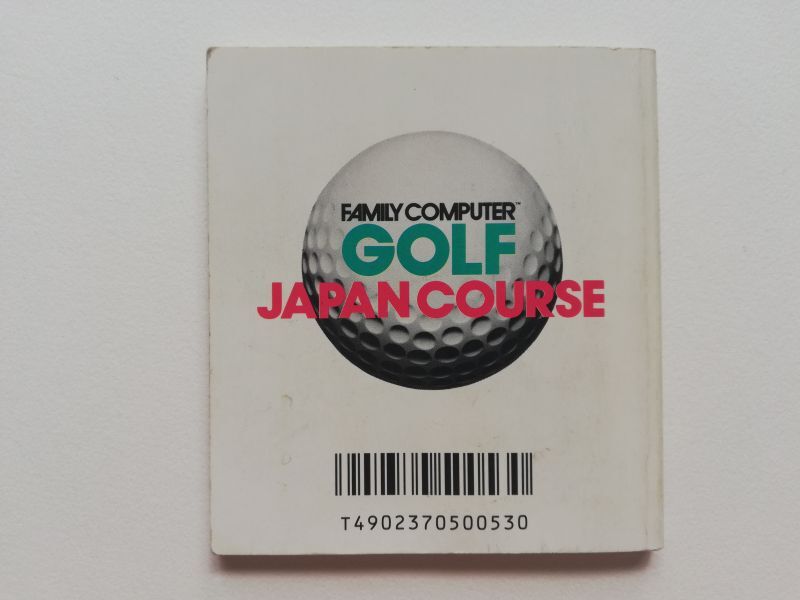 FAMILY COMPUTER™
GOLF
JAPAN COURSE
T4902370500530